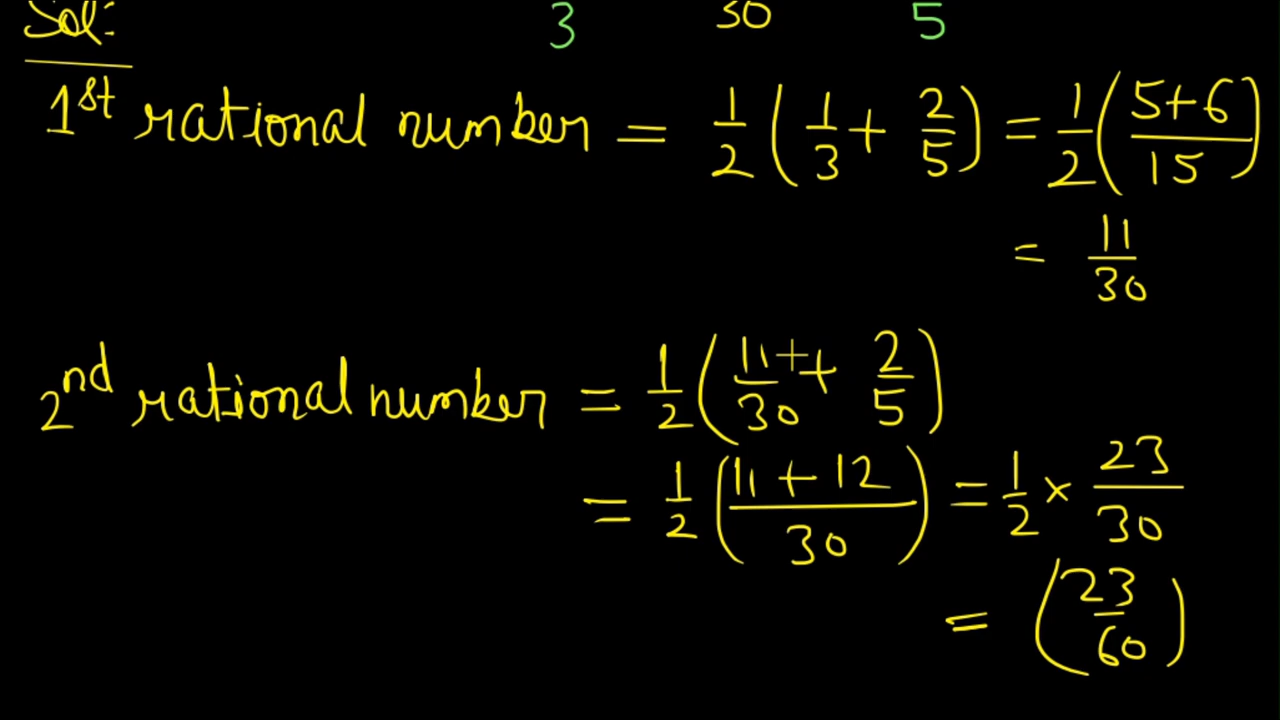 Sol:
3 30 5
1st rational number = 1/2 ( 1/3 + 2/5 ) = 1/2 ( 5+6/15 )
= 11/30
2nd rational number = 1/2 ( 11/30 + + 2/5 )
= 1/2 ( 11 + 12/30 ) = 1/2 × 23/30
= ( 23/60 )